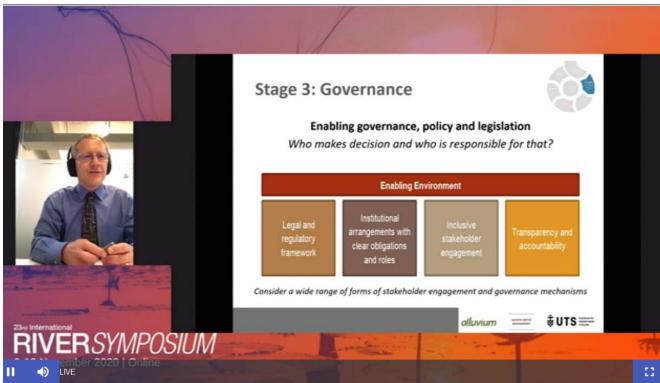 Stage 3: Governance
Enabling governance, policy and legislation
Who makes decision and who is responsible for that?
Enabling Environment
Legal and
regulatory
framework
Institutional
arrangements with
clear obligations
and roles
Inclusive
stakeholder
engagement
Transparency and
accountability
Consider a wide range of forms of stakeholder engagement and governance mechanisms
alluvium
UTS
23rd International
RIVERSYMPOSIUM
November 2020 | Online
LIVE